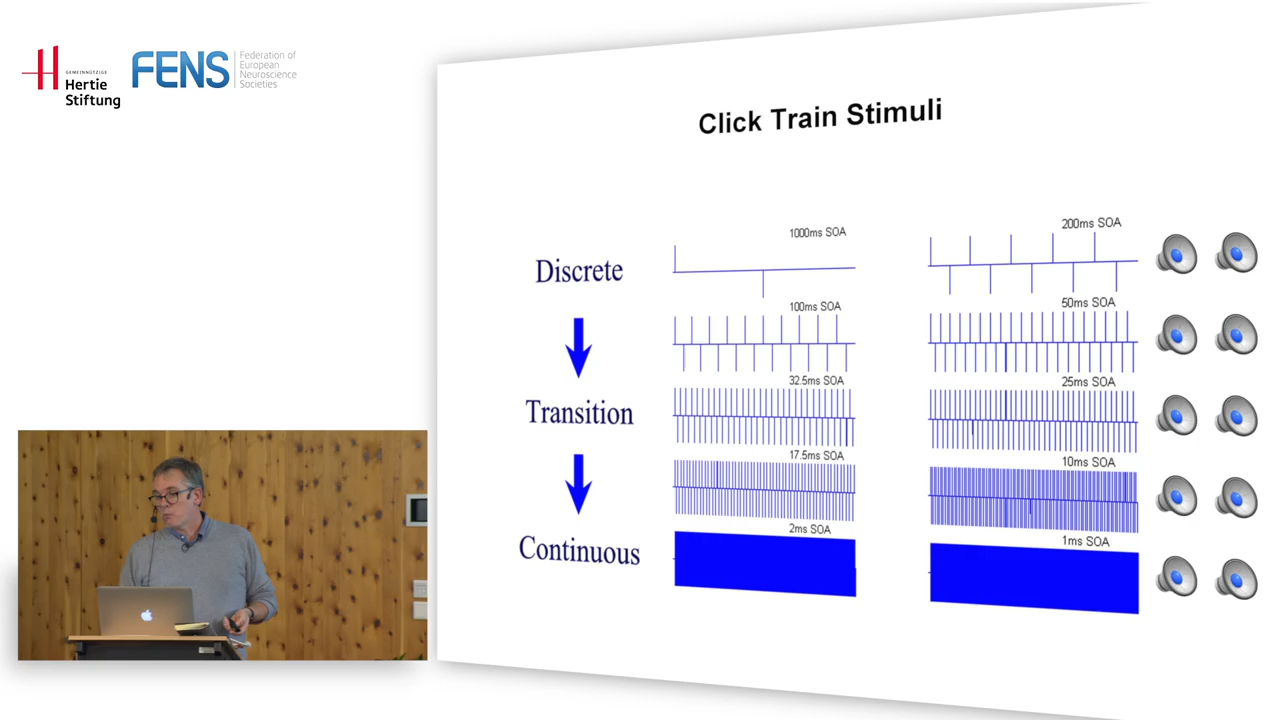 GEMEINNÜTZIGE
Hertie
Stiftung
FENS
Federation of
European
Neuroscience
Societies
Click Train Stimuli
Discrete
Transition
Continuous
1000ms SOA
200ms SOA
100ms SOA
50ms SOA
32.5ms SOA
25ms SOA
17.5ms SOA
10ms SOA
2ms SOA
1ms SOA